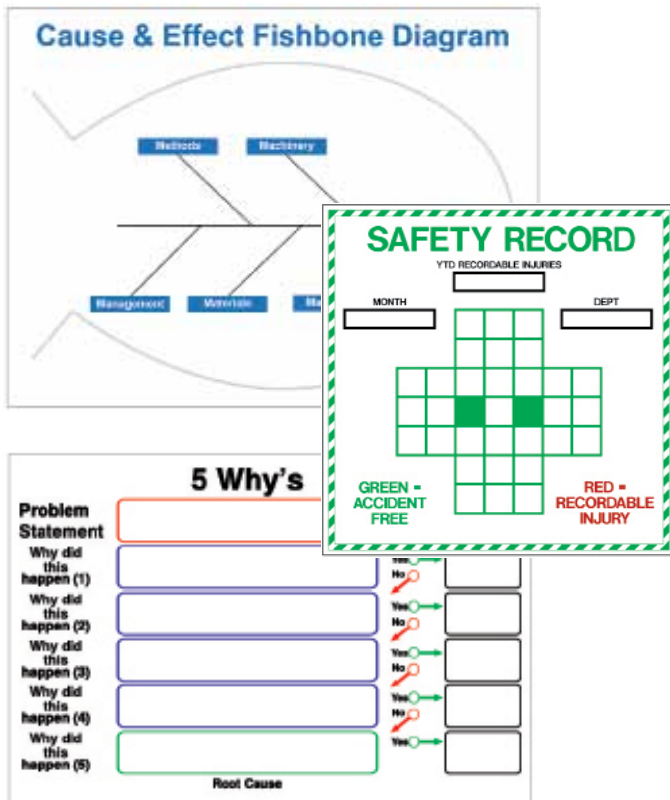 Cause & Effect Fishbone Diagram
Methods
Machinery
Management
Materials
Ma
SAFETY RECORD
YTD RECORDABLE INJURIES
MONTH
DEPT
GREEN =
ACCIDENT
FREE
RED =
RECORDABLE
INJURY
5 Why's
Problem
Statement
Why did
this
happen (1)
Yes
No
Why did
this
happen (2)
Yes
No
Why did
this
happen (3)
Yes
No
Why did
this
happen (4)
Yes
No
Why did
this
happen (5)
Yes
Root Cause